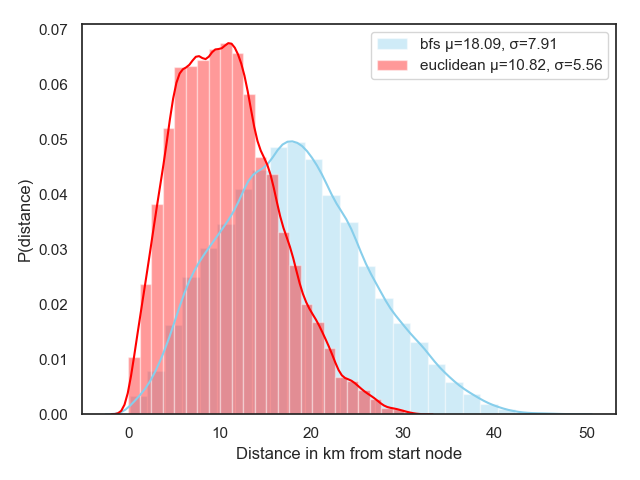 bfs μ=18.09, σ=7.91
euclidean μ=10.82, σ=5.56
P(distance)
0.07
0.06
0.05
0.04
0.03
0.02
0.01
0.00
0 10 20 30 40 50
Distance in km from start node